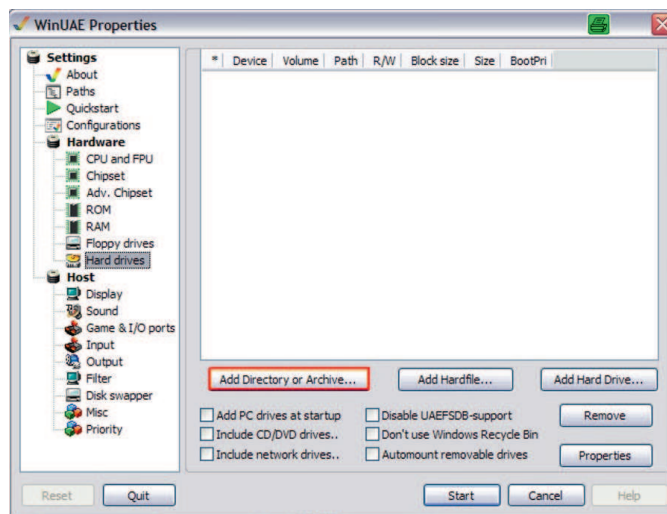 WinUAE Properties
Settings
About
Paths
Quickstart
Configurations
Hardware
CPU and FPU
Chipset
Adv. Chipset
ROM
RAM
Floppy drives
Hard drives
Host
Display
Sound
Game & I/O ports
Input
Output
Filter
Disk swapper
Misc
Priority
* Device Volume Path R/W Block size Size BootPri
Add Directory or Archive... Add Hardfile... Add Hard Drive...
Add PC drives at startup Disable UAEFSDB-support Remove
Include CD/DVD drives.. Don't use Windows Recycle Bin
Include network drives.. Automount removable drives Properties
Reset Quit Start Cancel Help